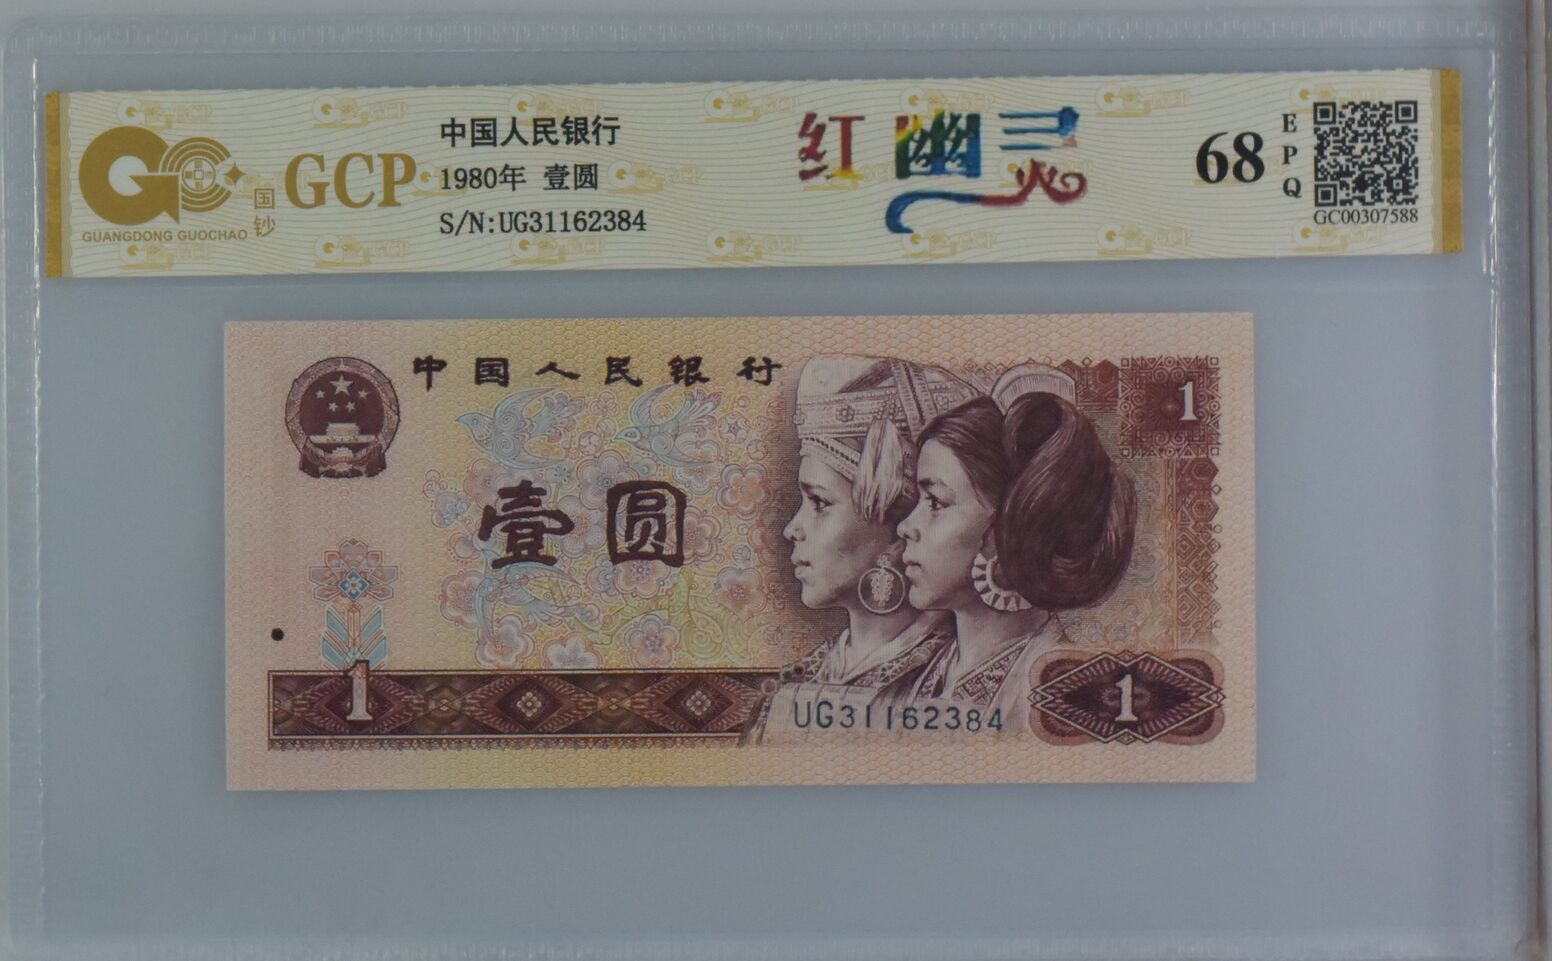 GUANGDONG GUOCHAO
国钞
GCP
中国人民银行
1980年 壹圆
S/N:UG31162384
红幽灵
68
EPQ
GC00307588
中国人民银行
1
壹圆
1
UG31162384
1